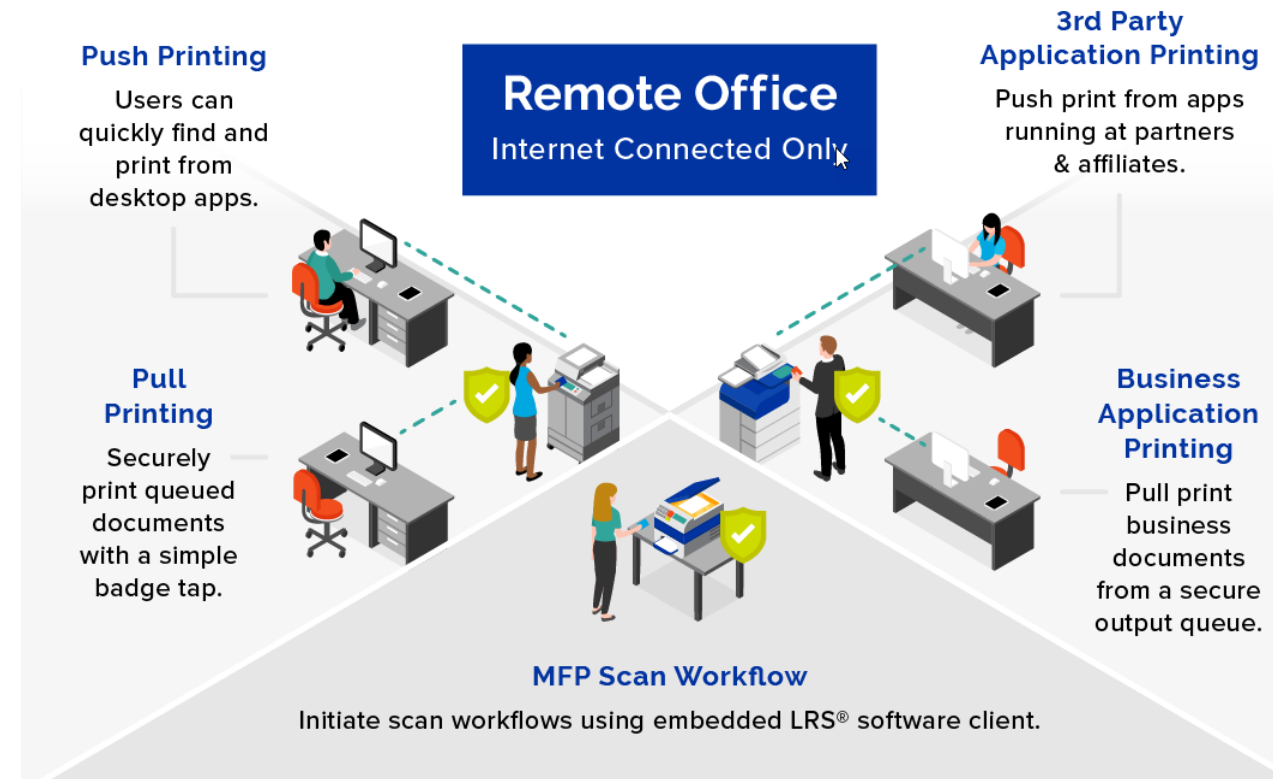 Push Printing
Users can
quickly find and
print from
desktop apps.
Remote Office
Internet Connected Only
3rd Party
Application Printing
Push print from apps
running at partners
& affiliates.
Pull
Printing
Securely
print queued
documents
with a simple
badge tap.
Business
Application
Printing
Pull print
business
documents
from a secure
output queue.
MFP Scan Workflow
Initiate scan workflows using embedded LRS® software client.